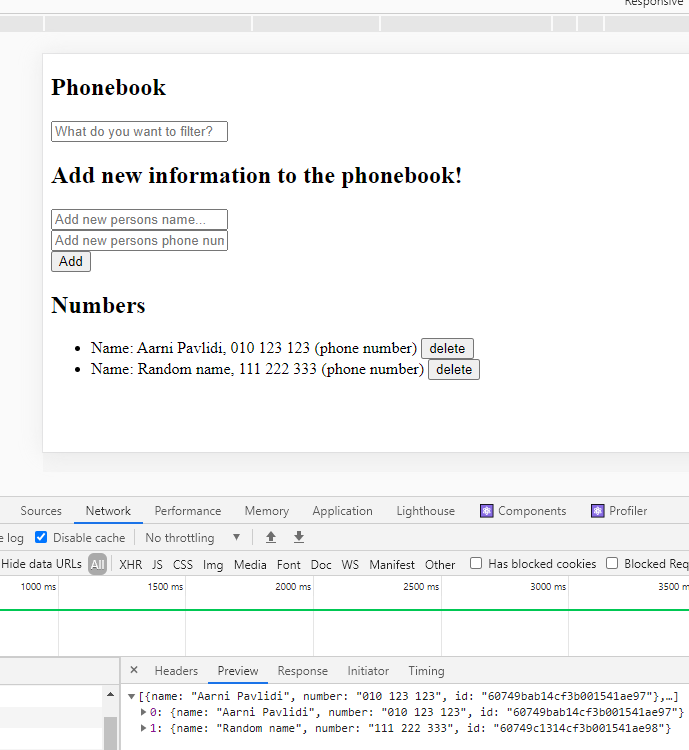 Responsive
Phonebook
What do you want to filter?
Add new information to the phonebook!
Add new persons name...
Add new persons phone nun
Add
Numbers
Name: Aarni Pavlidi, 010 123 123 (phone number) delete
Name: Random name, 111 222 333 (phone number) delete
Sources Network Performance Memory Application Lighthouse Components Profiler
e log Disable cache No throttling
Hide data URLs All XHR JS CSS Img Media Font Doc WS Manifest Other Has blocked cookies Blocked Req
1000 ms 1500 ms 2000 ms 2500 ms 3000 ms 3500 m
× Headers Preview Response Initiator Timing
[{name: "Aarni Pavlidi", number: "010 123 123", id: "60749bab14cf3b001541ae97"},…]
0: {name: "Aarni Pavlidi", number: "010 123 123", id: "60749bab14cf3b001541ae97"}
1: {name: "Random name", number: "111 222 333", id: "60749c1314cf3b001541ae98"}